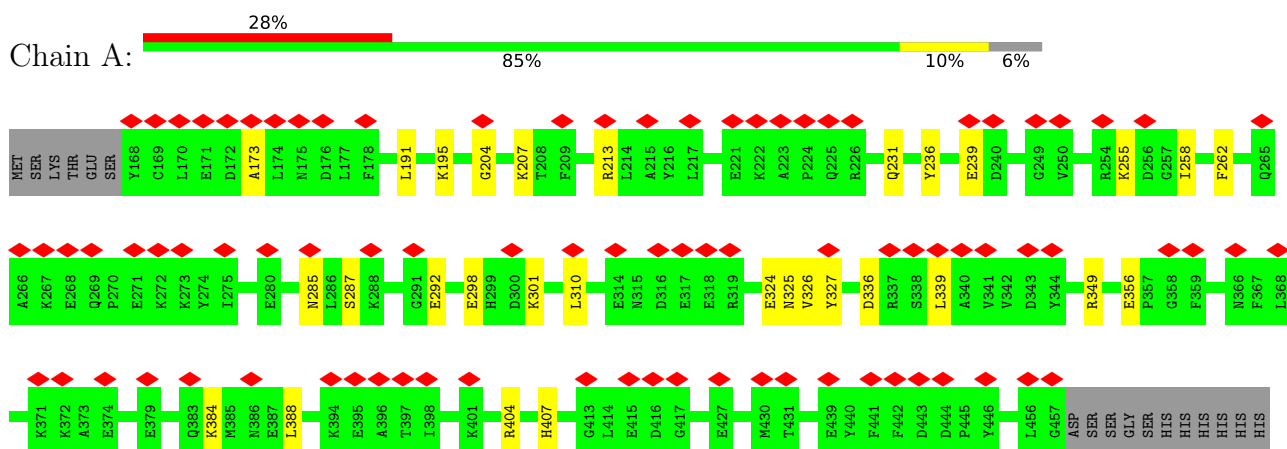 28%
Chain A:
85% 10% 6%
MET SER LYS THR GLU SER Y168 C169 L170 E171 D172 A173 L174 N175 D176 L177 F178 L191 K195 G204 K207 T208 F209 R213 L214 A215 Y216 L217 E221 K222 A223 P224 Q225 R226 Q231 Y236 E239 D240 G249 V250 R254 K255 D256 G257 I258 F262 Q265
A266 K267 E268 Q269 P270 E271 K272 K273 Y274 I275 E280 N285 L286 S287 K288 G291 E292 E298 H299 D300 K301 L310 E314 N315 D316 E317 E318 R319 E324 N325 V326 Y327 D336 R337 S338 L339 A340 V341 V342 D343 Y344 R349 E356 P357 G358 F359 N366 F367 L368
K371 K372 A373 E374 E379 Q383 K384 M385 N386 E387 L388 K394 E395 A396 T397 I398 K401 R404 H407 G413 L414 E415 D416 G417 E427 M430 T431 E439 Y440 F441 F442 D443 D444 P445 Y446 L456 G457 ASP SER SER GLY SER HIS HIS HIS HIS HIS HIS